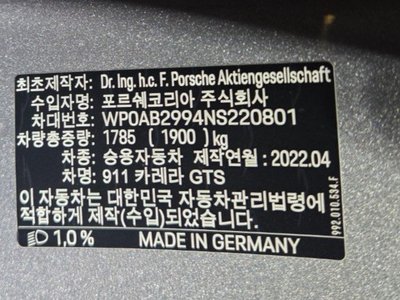 최초제작자: Dr. Ing. h.c. F. Porsche Aktiengesellschaft
수입자명: 포르쉐코리아 주식회사
차대번호: WP0AB2994NS220801
차량총중량: 1785 ( 1900) kg
차종: 승용자동차 제작연월: 2022.04
차명: 911 카레라 GTS
이 자동차는 대한민국 자동차관리법령에
적합하게 제작(수입)되었습니다.
1,0% MADE IN GERMANY
992.010.534.F